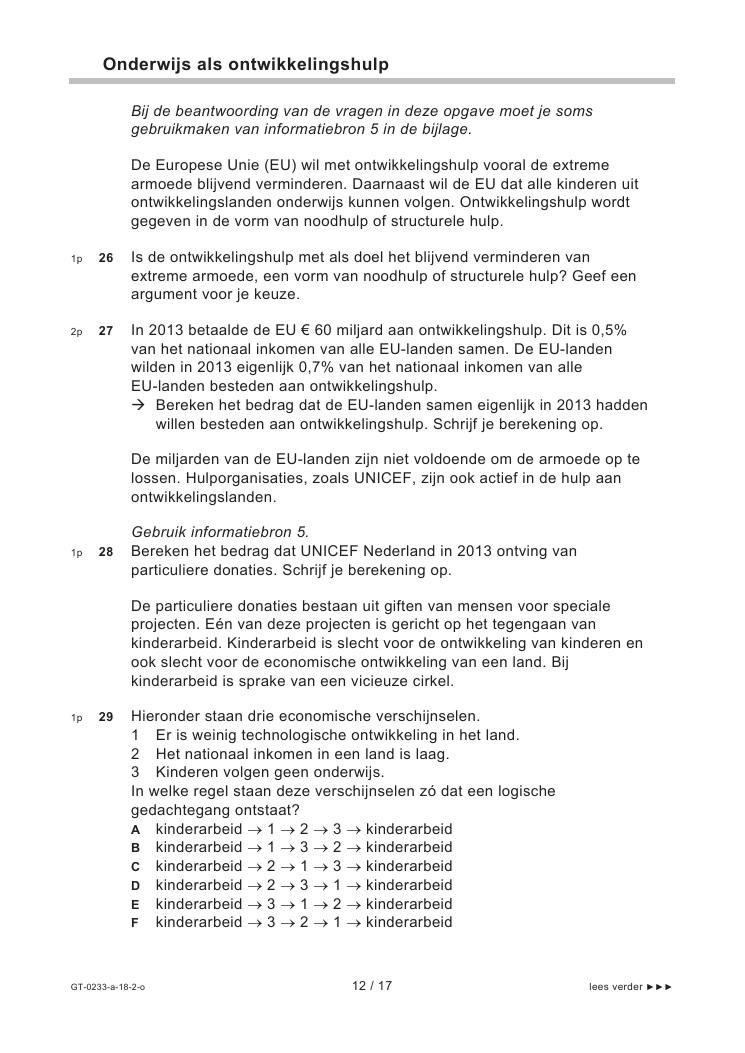 Onderwijs als ontwikkelingshulp
Bij de beantwoording van de vragen in deze opgave moet je soms
gebruikmaken van informatiebron 5 in de bijlage.
De Europese Unie (EU) wil met ontwikkelingshulp vooral de extreme
armoede blijvend verminderen. Daarnaast wil de EU dat alle kinderen uit
ontwikkelingslanden onderwijs kunnen volgen. Ontwikkelingshulp wordt
gegeven in de vorm van noodhulp of structurele hulp.
1p 26 Is de ontwikkelingshulp met als doel het blijvend verminderen van
extreme armoede, een vorm van noodhulp of structurele hulp? Geef een
argument voor je keuze.
2p 27 In 2013 betaalde de EU € 60 miljard aan ontwikkelingshulp. Dit is 0,5%
van het nationaal inkomen van alle EU-landen samen. De EU-landen
wilden in 2013 eigenlijk 0,7% van het nationaal inkomen van alle
EU-landen besteden aan ontwikkelingshulp.
→ Bereken het bedrag dat de EU-landen samen eigenlijk in 2013 hadden
willen besteden aan ontwikkelingshulp. Schrijf je berekening op.
De miljarden van de EU-landen zijn niet voldoende om de armoede op te
lossen. Hulporganisaties, zoals UNICEF, zijn ook actief in de hulp aan
ontwikkelingslanden.
Gebruik informatiebron 5.
1p 28 Bereken het bedrag dat UNICEF Nederland in 2013 ontving van
particuliere donaties. Schrijf je berekening op.
De particuliere donaties bestaan uit giften van mensen voor speciale
projecten. Eén van deze projecten is gericht op het tegengaan van
kinderarbeid. Kinderarbeid is slecht voor de ontwikkeling van kinderen en
ook slecht voor de economische ontwikkeling van een land. Bij
kinderarbeid is sprake van een vicieuze cirkel.
1p 29 Hieronder staan drie economische verschijnselen.
1 Er is weinig technologische ontwikkeling in het land.
2 Het nationaal inkomen in een land is laag.
3 Kinderen volgen geen onderwijs.
In welke regel staan deze verschijnselen zó dat een logische
gedachtegang ontstaat?
A kinderarbeid → 1 → 2 → 3 → kinderarbeid
B kinderarbeid → 1 → 3 → 2 → kinderarbeid
C kinderarbeid → 2 → 1 → 3 → kinderarbeid
D kinderarbeid → 2 → 3 → 1 → kinderarbeid
E kinderarbeid → 3 → 1 → 2 → kinderarbeid
F kinderarbeid → 3 → 2 → 1 → kinderarbeid
GT-0233-a-18-2-o 12 / 17 lees verder ►►►